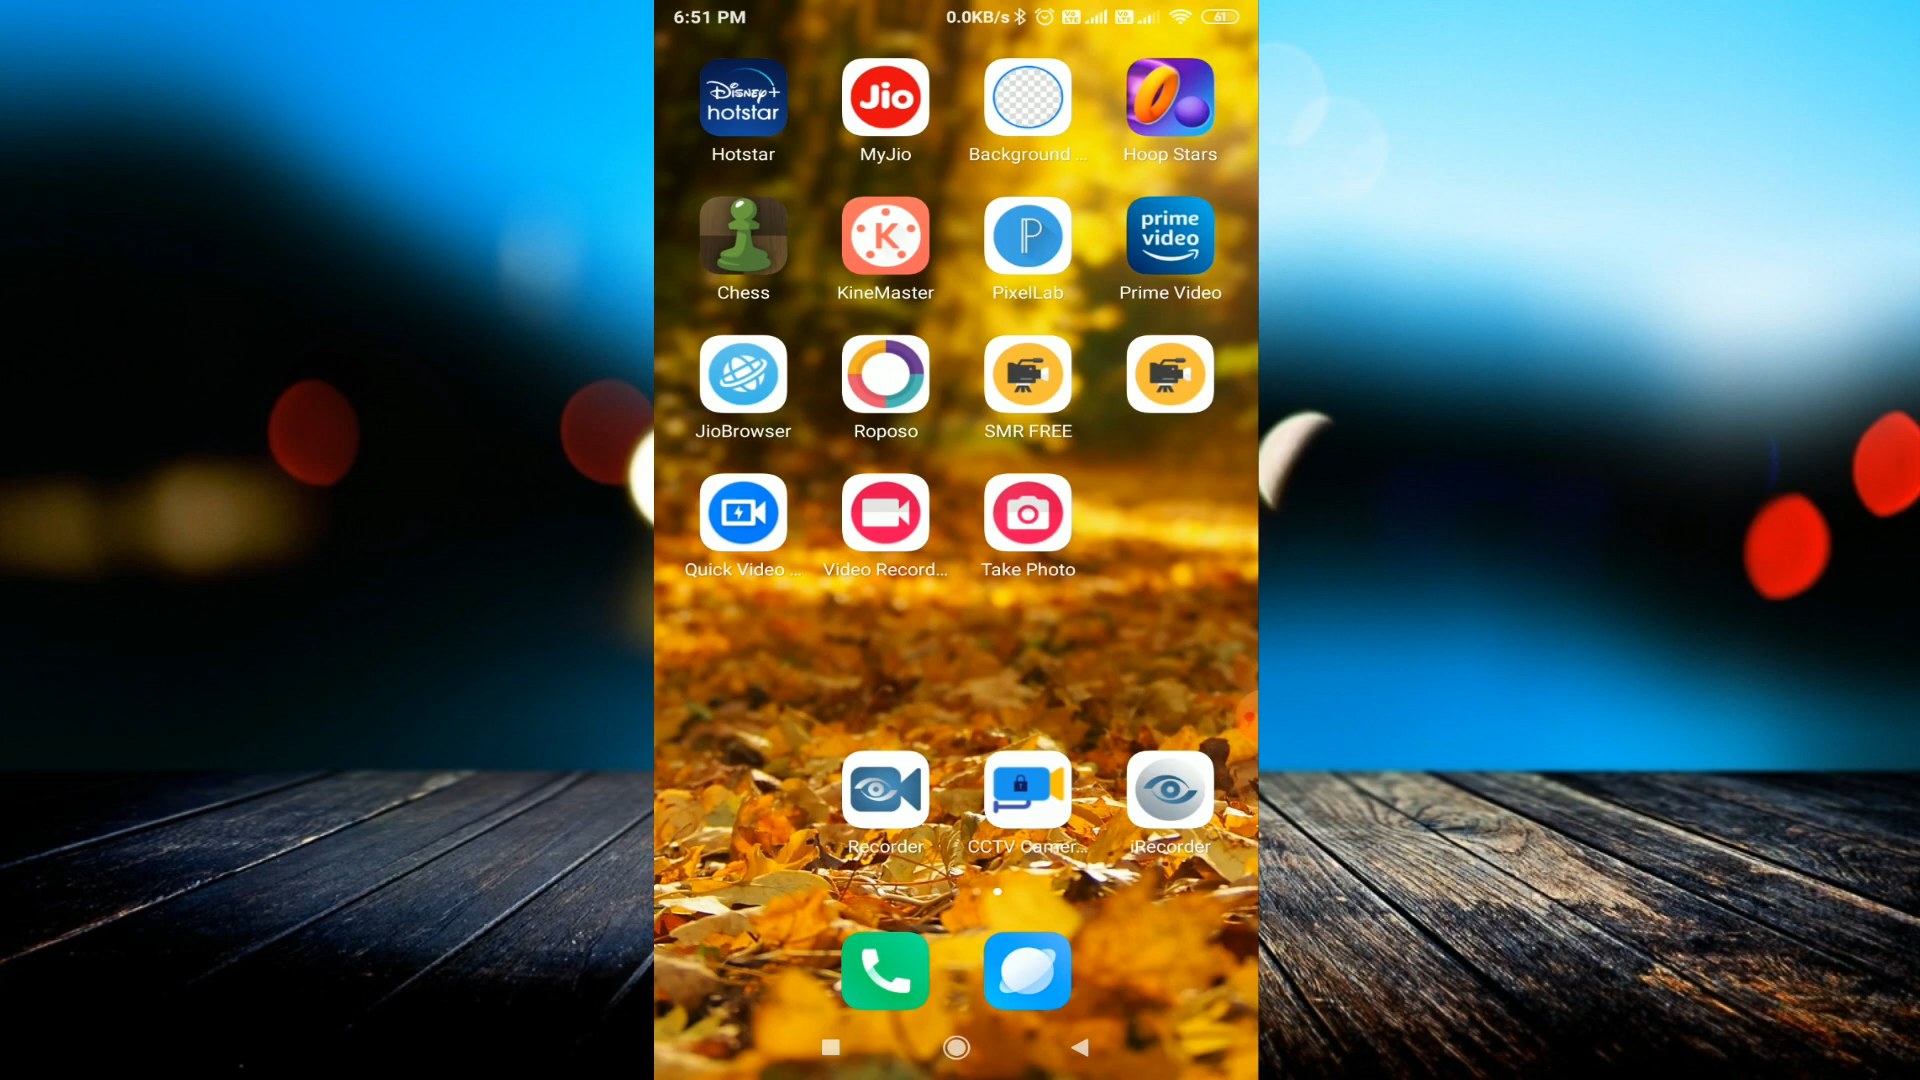 6:51 PM 0.0KB/s 61
Disney+
hotstar
Jio
Hotstar MyJio Background ... Hoop Stars
K
P
prime
video
Chess KineMaster PixelLab Prime Video
JioBrowser Roposo SMR FREE
Quick Video ... Video Record... Take Photo
Recorder CCTV Camer... iRecorder